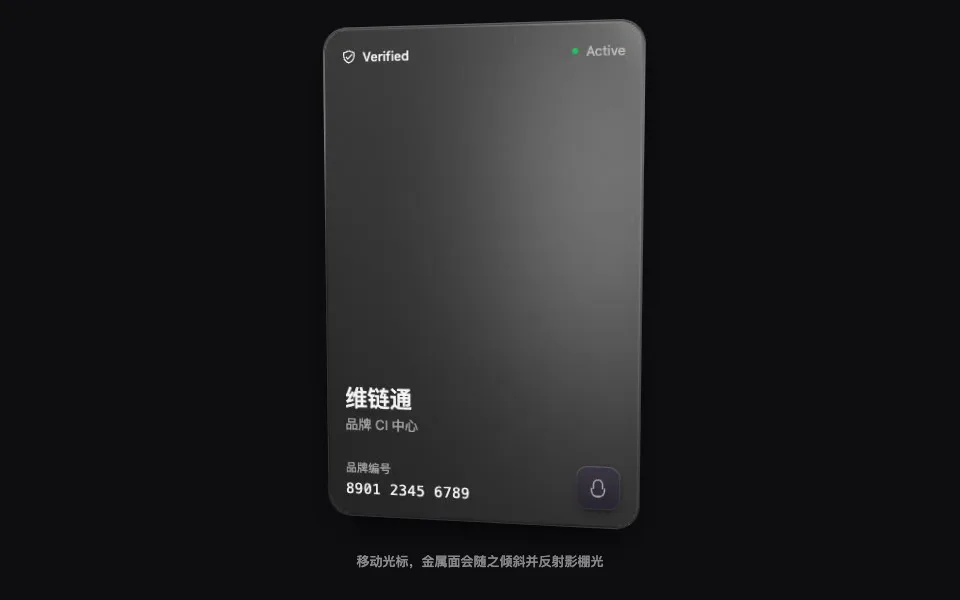 Verified
Active
维链通
品牌 CI 中心
品牌编号
8901 2345 6789
移动光标，金属面会随之倾斜并反射影棚光